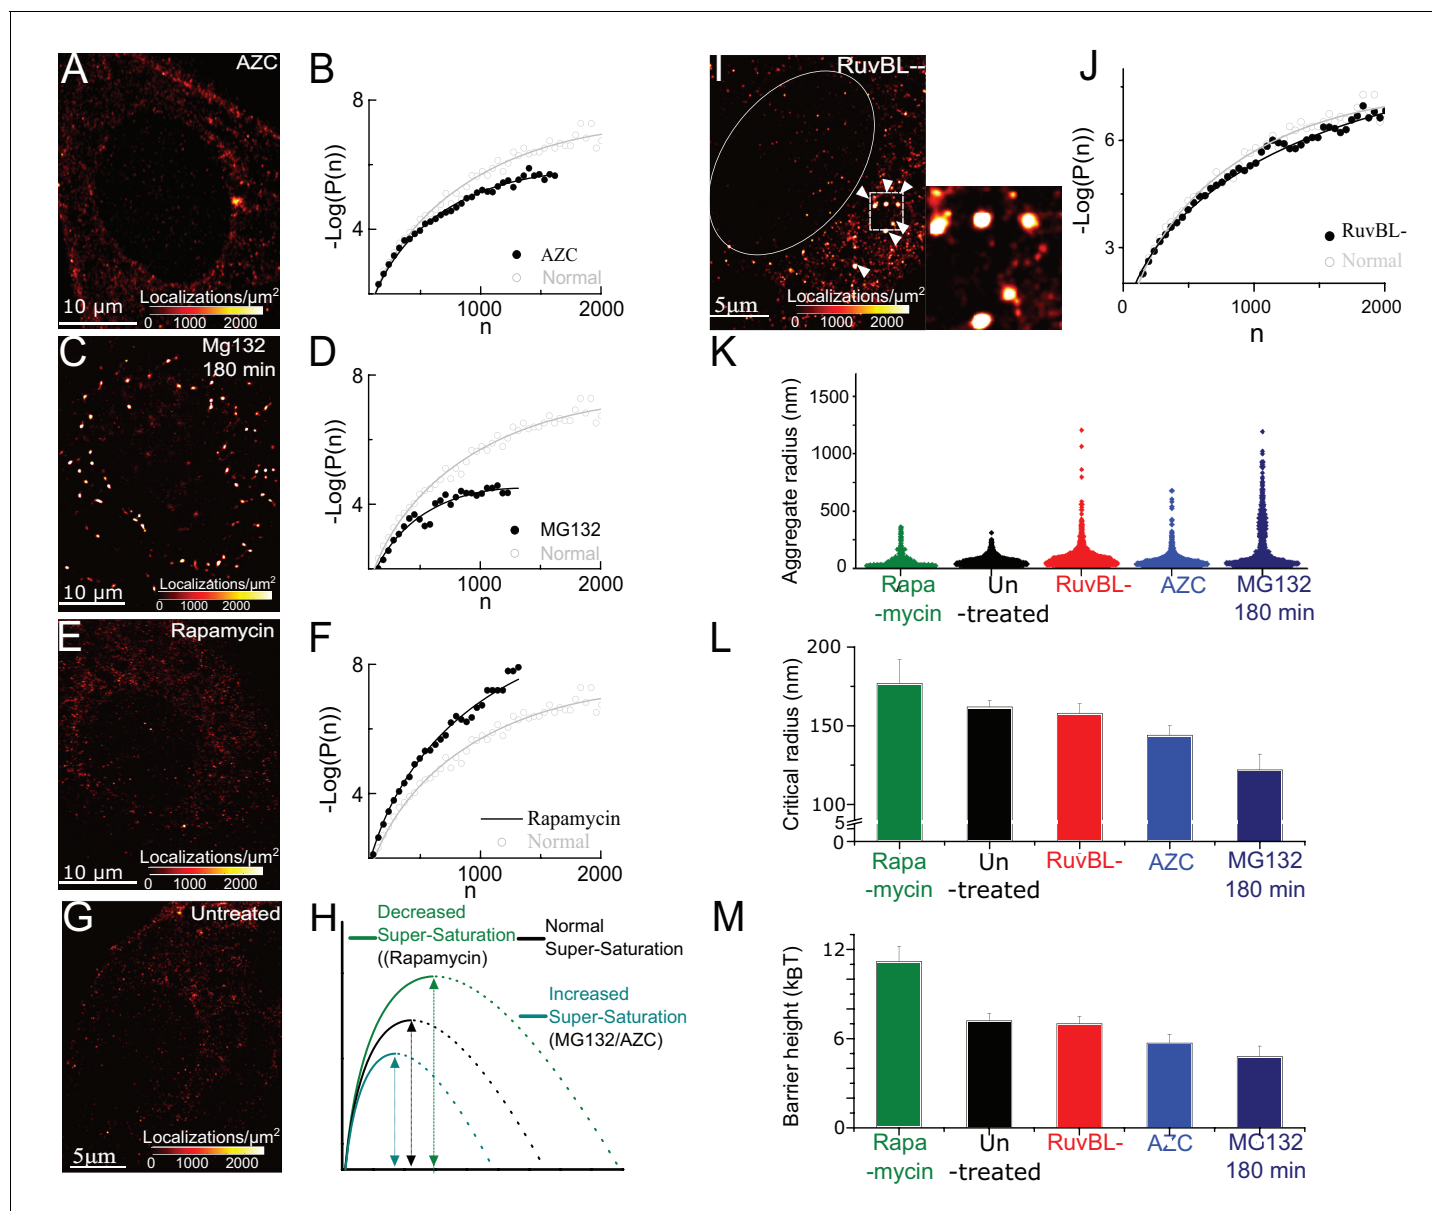 A
AZC
10 µm
Localizations/µm²
0 1000 2000
B
8
4
-Log(P(n))
AZC
Normal
1000 2000
n
C
Mg132
180 min
10 µm
Localizations/µm²
0 1000 2000
D
8
4
-Log(P(n))
MG132
Normal
1000 2000
n
E
Rapamycin
10 µm
Localizations/µm²
0 1000 2000
F
8
4
-Log(P(n))
Rapamycin
Normal
1000 2000
n
G
Untreated
5µm
Localizations/µm²
0 1000 2000
H
Decreased
Super-Saturation
((Rapamycin)
Normal
Super-Saturation
Increased
Super-Saturation
(MG132/AZC)
I
RuvBL--
5µm
Localizations/µm²
0 1000 2000
J
6
3
-Log(P(n))
RuvBL-
Normal
0 1000 2000
n
K
Aggregate radius (nm)
1500
1000
500
0
Rapa
-mycin
Un
-treated
RuvBL-
AZC
MG132
180 min
L
Critical radius (nm)
200
150
100
5
0
Rapa
-mycin
Un
-treated
RuvBL-
AZC
MG132
180 min
M
Barrier height (kBT)
12
6
0
Rapa
-mycin
Un
-treated
RuvBL-
AZC
MG132
180 min